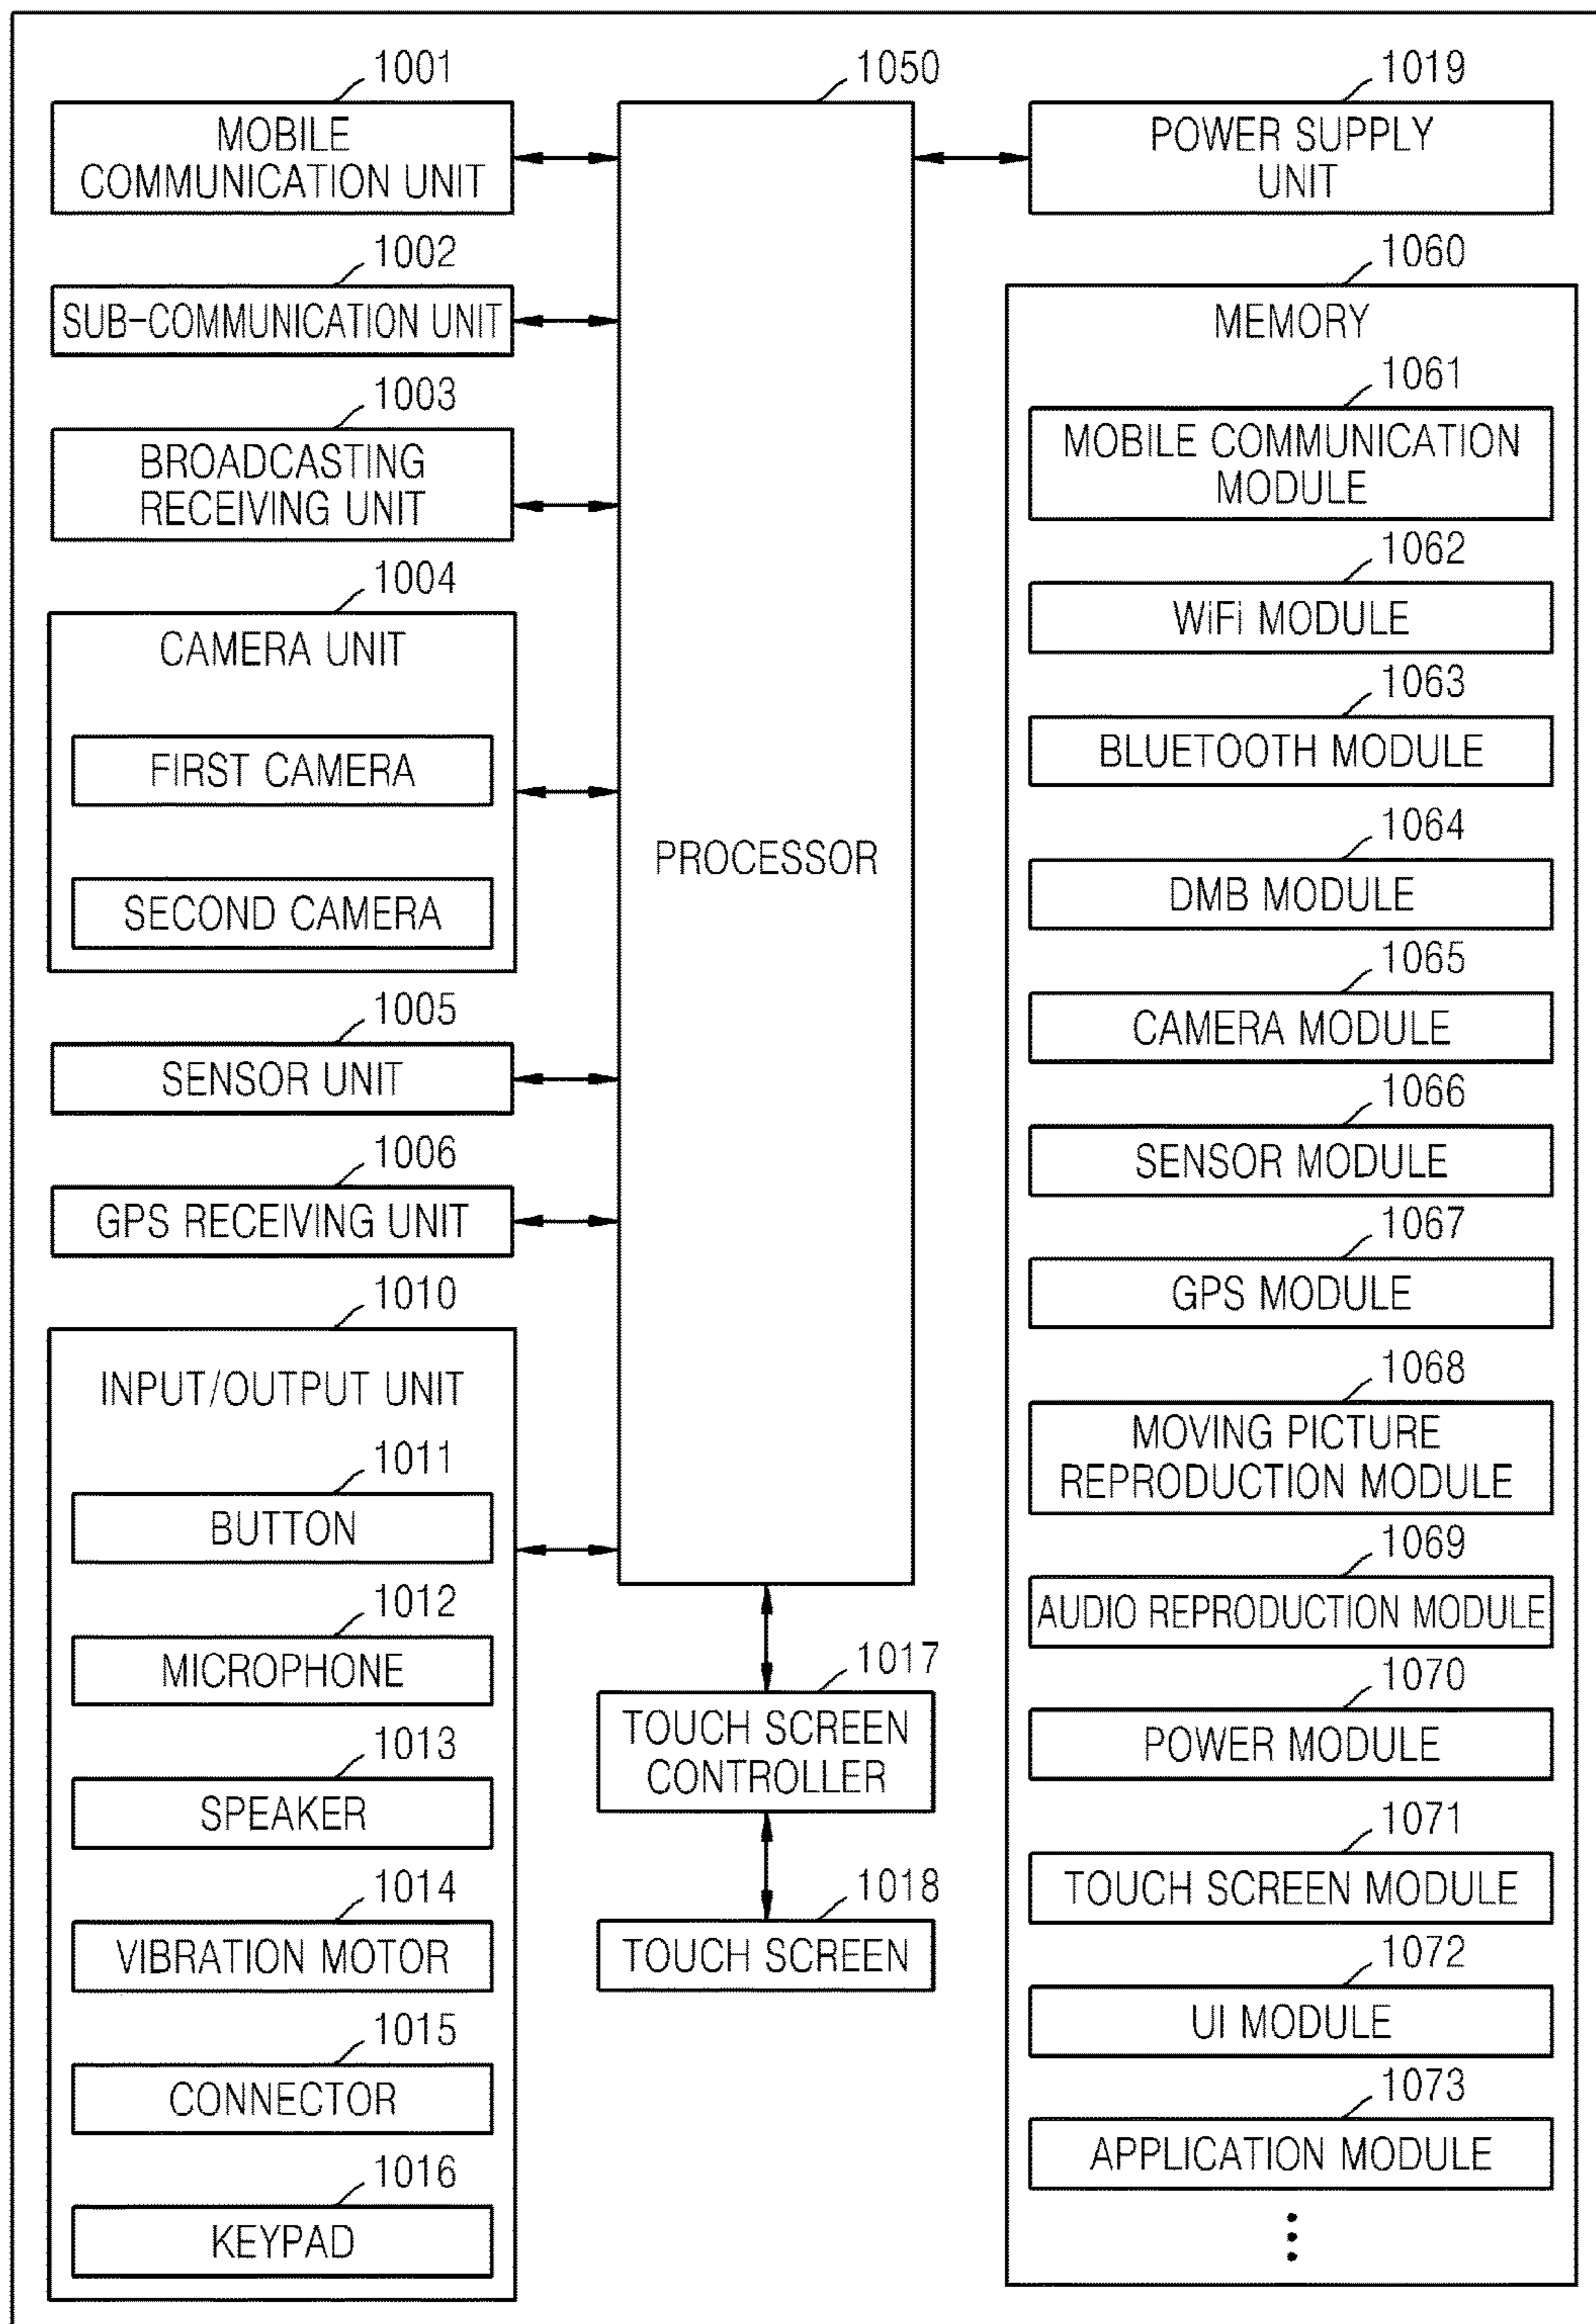 1001
MOBILE
COMMUNICATION UNIT
1002
SUB-COMMUNICATION UNIT
1003
BROADCASTING
RECEIVING UNIT
1004
CAMERA UNIT
FIRST CAMERA
SECOND CAMERA
1005
SENSOR UNIT
1006
GPS RECEIVING UNIT
1010
INPUT/OUTPUT UNIT
1011
BUTTON
1012
MICROPHONE
1013
SPEAKER
1014
VIBRATION MOTOR
1015
CONNECTOR
1016
KEYPAD
1050
PROCESSOR
1017
TOUCH SCREEN
CONTROLLER
1018
TOUCH SCREEN
1019
POWER SUPPLY
UNIT
1060
MEMORY
1061
MOBILE COMMUNICATION
MODULE
1062
WiFi MODULE
1063
BLUETOOTH MODULE
1064
DMB MODULE
1065
CAMERA MODULE
1066
SENSOR MODULE
1067
GPS MODULE
1068
MOVING PICTURE
REPRODUCTION MODULE
1069
AUDIO REPRODUCTION MODULE
1070
POWER MODULE
1071
TOUCH SCREEN MODULE
1072
UI MODULE
1073
APPLICATION MODULE